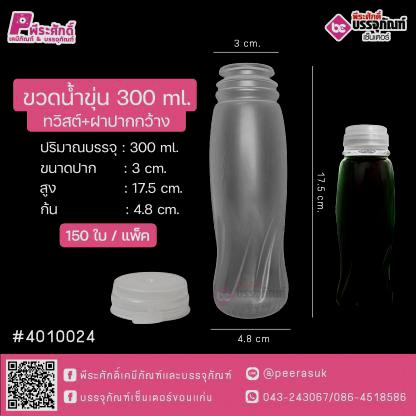 พีระศักดิ์
เคมีภัณฑ์ & บรรจุภัณฑ์
พีระศักดิ์
บรรจุภัณฑ์
เซ็นเตอร์
3 cm.
ขวดน้ำขุ่น 300 ml.
ทวิสต์+ฝาปากกว้าง
ปริมาณบรรจุ : 300 ml.
ขนาดปาก : 3 cm.
สูง : 17.5 cm.
ก้น : 4.8 cm.
150 ใบ / แพ็ค
17.5 cm.
4.8 cm.
#4010024
พีระศักดิ์เคมีภัณฑ์และบรรจุภัณฑ์
@peerasuk
บรรจุภัณฑ์เซ็นเตอร์ขอนแก่น
043-243067/086-4518586